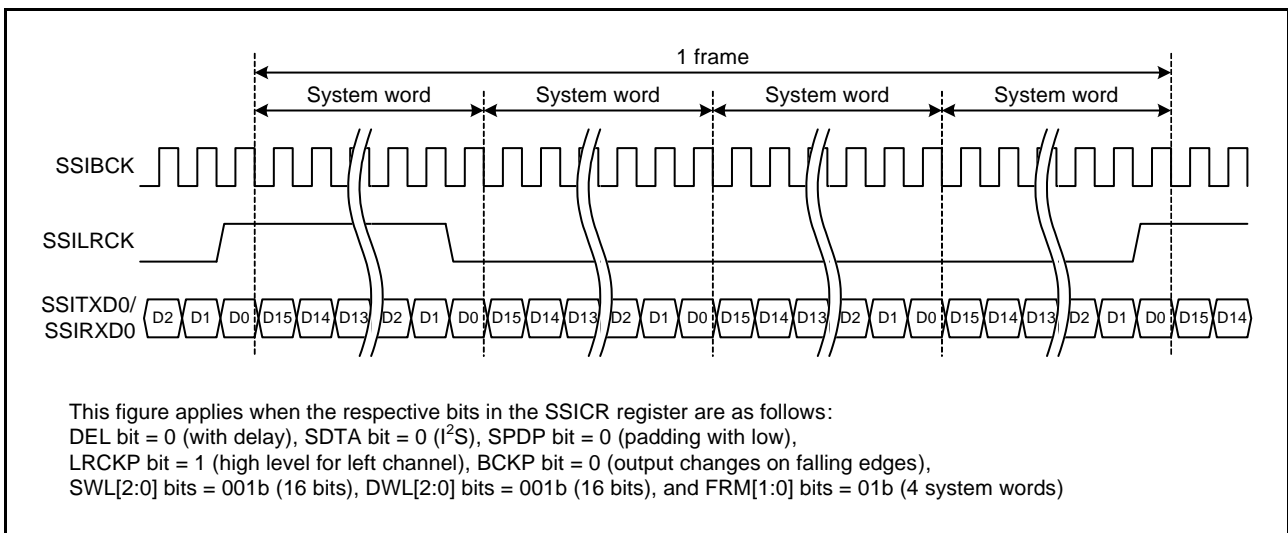 1 frame
System word System word System word System word
SSIBCK
SSILRCK
SSITXD0/
SSIRXD0
D2 D1 D0 D15 D14 D13 D2 D1 D0 D15 D14 D13 D2 D1 D0 D15 D14 D13 D2 D1 D0 D15 D14 D13 D2 D1 D0 D15 D14
This figure applies when the respective bits in the SSICR register are as follows:
DEL bit = 0 (with delay), SDTA bit = 0 (I²S), SPDP bit = 0 (padding with low),
LRCKP bit = 1 (high level for left channel), BCKP bit = 0 (output changes on falling edges),
SWL[2:0] bits = 001b (16 bits), DWL[2:0] bits = 001b (16 bits), and FRM[1:0] bits = 01b (4 system words)